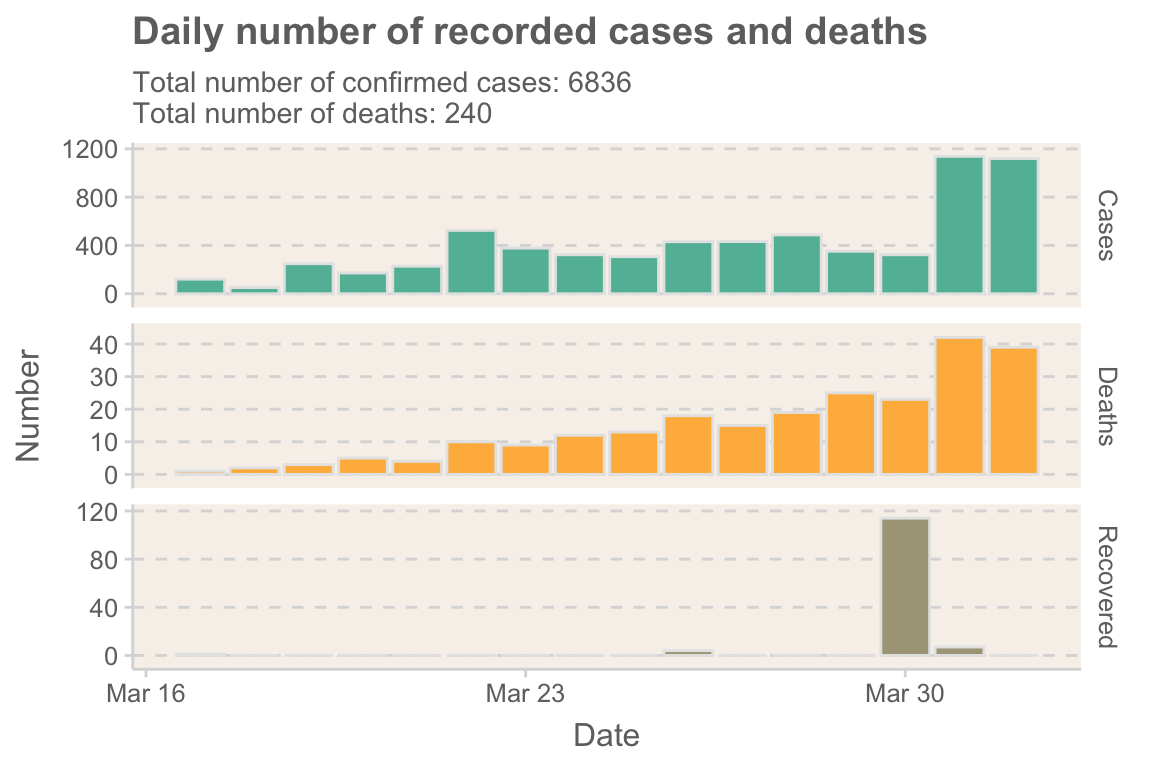 Daily number of recorded cases and deaths
Total number of confirmed cases: 6836
Total number of deaths: 240
1200
800
400
0
Cases
Number
40
30
20
10
0
Deaths
120
80
40
0
Recovered
Mar 16 Mar 23 Mar 30
Date